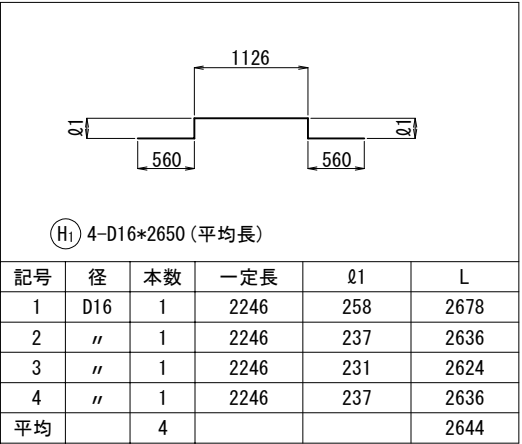 1126
ℓ1 ℓ1
560 560
H1 4-D16*2650 (平均長)
記号 径 本数 一定長 ℓ1 L
1 D16 1 2246 258 2678
2 〃 1 2246 237 2636
3 〃 1 2246 231 2624
4 〃 1 2246 237 2636
平均 4 2644